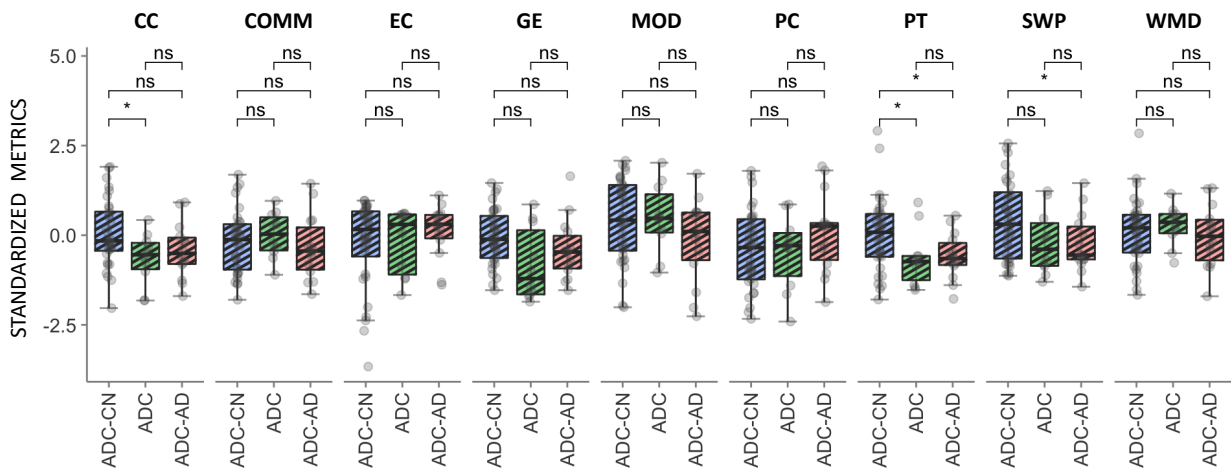 CC COMM EC GE MOD PC PT SWP WMD
5.0
2.5
0.0
-2.5
STANDARDIZED METRICS
ns ns ns ns ns ns ns ns ns
ns ns ns ns ns ns * * ns
* ns ns ns ns ns * ns ns
ADC-CN ADC ADC-AD ADC-CN ADC ADC-AD ADC-CN ADC ADC-AD ADC-CN ADC ADC-AD ADC-CN ADC ADC-AD ADC-CN ADC ADC-AD ADC-CN ADC ADC-AD ADC-CN ADC ADC-AD ADC-CN ADC ADC-AD